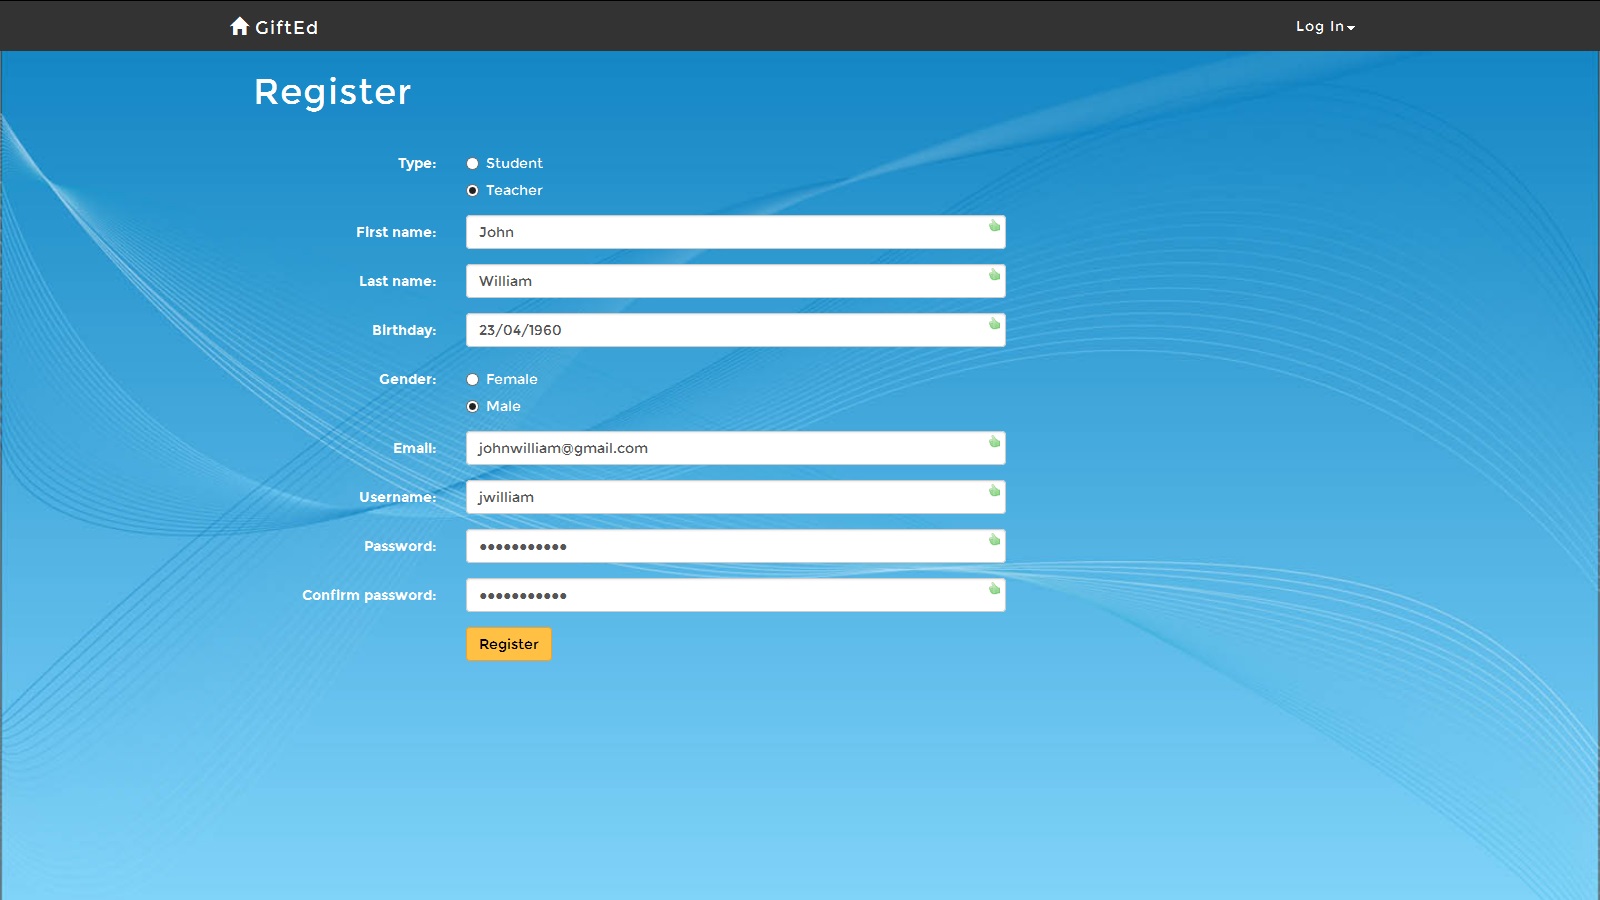 GiftEd
Log In
Register
Type:
Student
Teacher
First name:
John
Last name:
William
Birthday:
23/04/1960
Gender:
Female
Male
Email:
johnwilliam@gmail.com
Username:
jwilliam
Password:
•••••••••••
Confirm password:
•••••••••••
Register